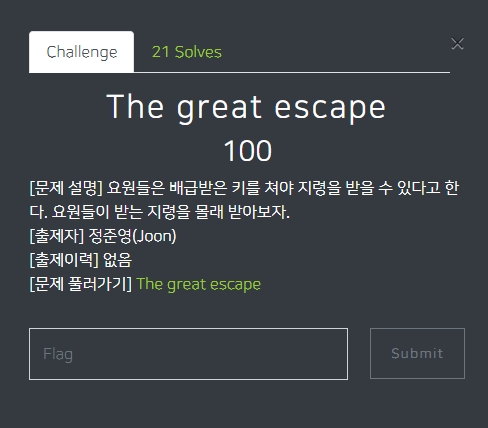 Challenge 21 Solves
The great escape
100
[문제 설명] 요원들은 배급받은 키를 쳐야 지령을 받을 수 있다고 한
다. 요원들이 받는 지령을 몰래 받아보자.
[출제자] 정준영(Joon)
[출제이력] 없음
[문제 풀러가기] The great escape
Flag Submit